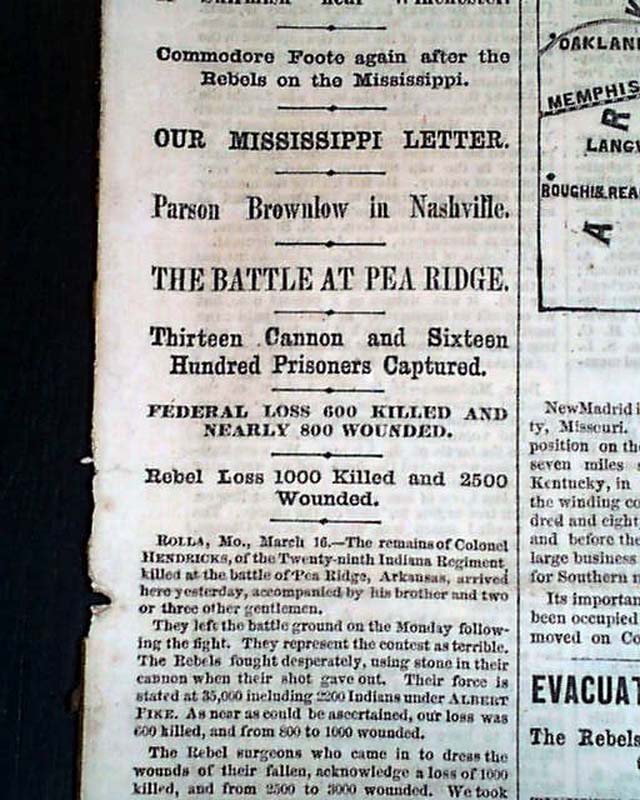 Skirmish near Winchester.
Commodore Foote again after the
Rebels on the Mississippi.
OUR MISSISSIPPI LETTER.
Parson Brownlow in Nashville.
THE BATTLE AT PEA RIDGE.
Thirteen Cannon and Sixteen
Hundred Prisoners Captured.
FEDERAL LOSS 600 KILLED AND
NEARLY 800 WOUNDED.
Rebel Loss 1000 Killed and 2500
Wounded.
ROLLA, Mo., March 16.—The remains of Colonel
HENDRICKS, of the Twenty-ninth Indiana Regiment
killed at the battle of Pea Ridge, Arkansas, arrived
here yesterday, accompanied by his brother and two
or three other gentlemen.
They left the battle ground on the Monday follow-
ing the fight. They represent the contest as terrible.
The Rebels fought desperately, using stone in their
cannon when their shot gave out. Their force is
stated at 35,000 including 2200 Indians under ALBERT
PIKE. As near as could be ascertained, our loss was
600 killed, and from 800 to 1000 wounded.
The Rebel surgeons who came in to dress the
wounds of their fallen, acknowledge a loss of 1000
killed, and from 2500 to 3000 wounded. We took
OAKLAN
MEMPHIS
R
LANG
ROUGH&REA
A
New Madrid i
ty, Missouri.
position on the
seven miles
Kentucky, in
the winding co
dred and eight
and before the
large business
for Southern
Its importan
been occupied
moved on Co
EVACUAT
The Rebels